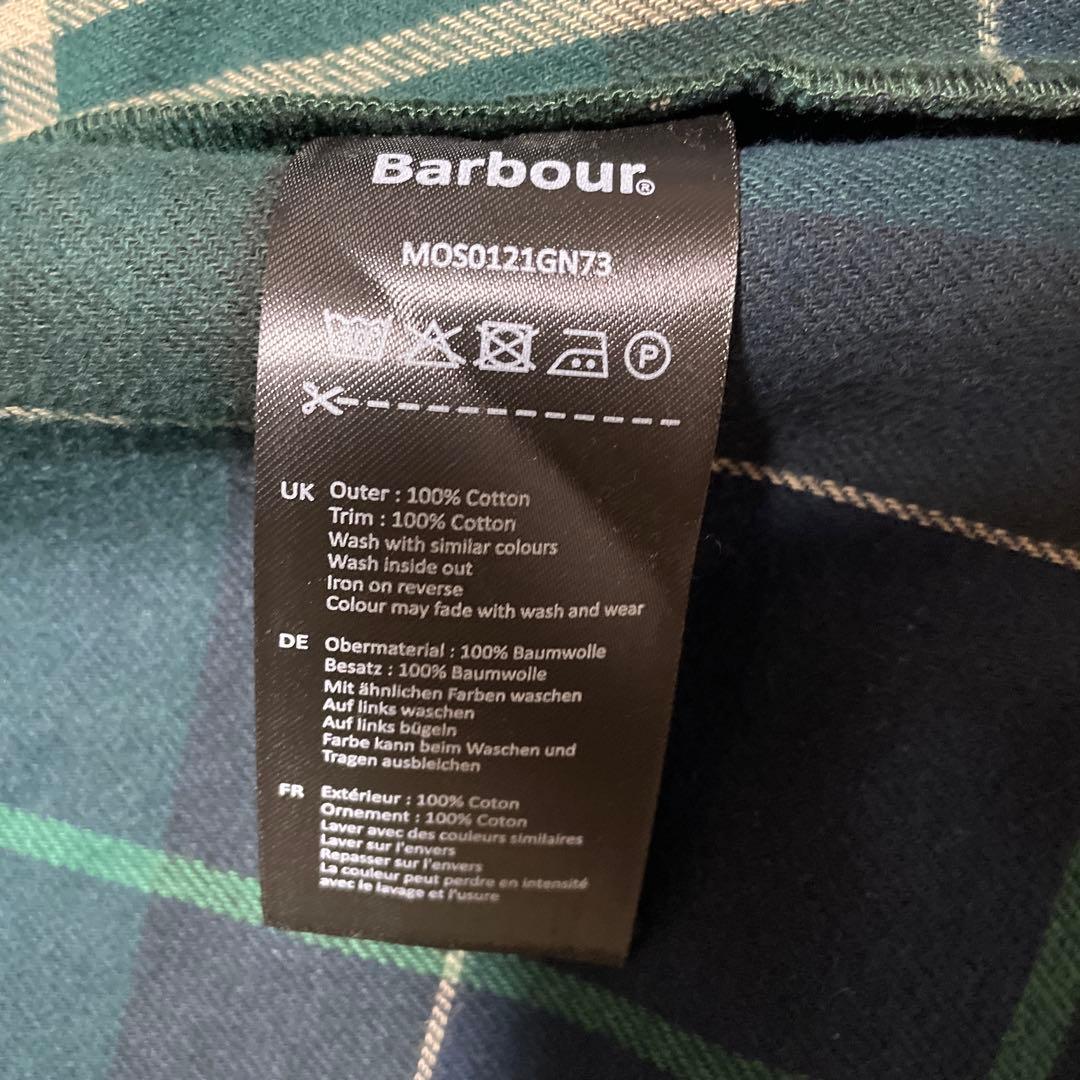 Barbour®
MOS0121GN73
P
UK Outer : 100% Cotton
Trim : 100% Cotton
Wash with similar colours
Wash inside out
Iron on reverse
Colour may fade with wash and wear
DE Obermaterial : 100% Baumwolle
Besatz : 100% Baumwolle
Mit ähnlichen Farben waschen
Auf links waschen
Auf links bügeln
Farbe kann beim Waschen und
Tragen ausbleichen
FR Extérieur : 100% Coton
Ornement : 100% Coton
Laver avec des couleurs similaires
Laver sur l'envers
Repasser sur l'envers
La couleur peut perdre en intensité
avec le lavage et l'usure